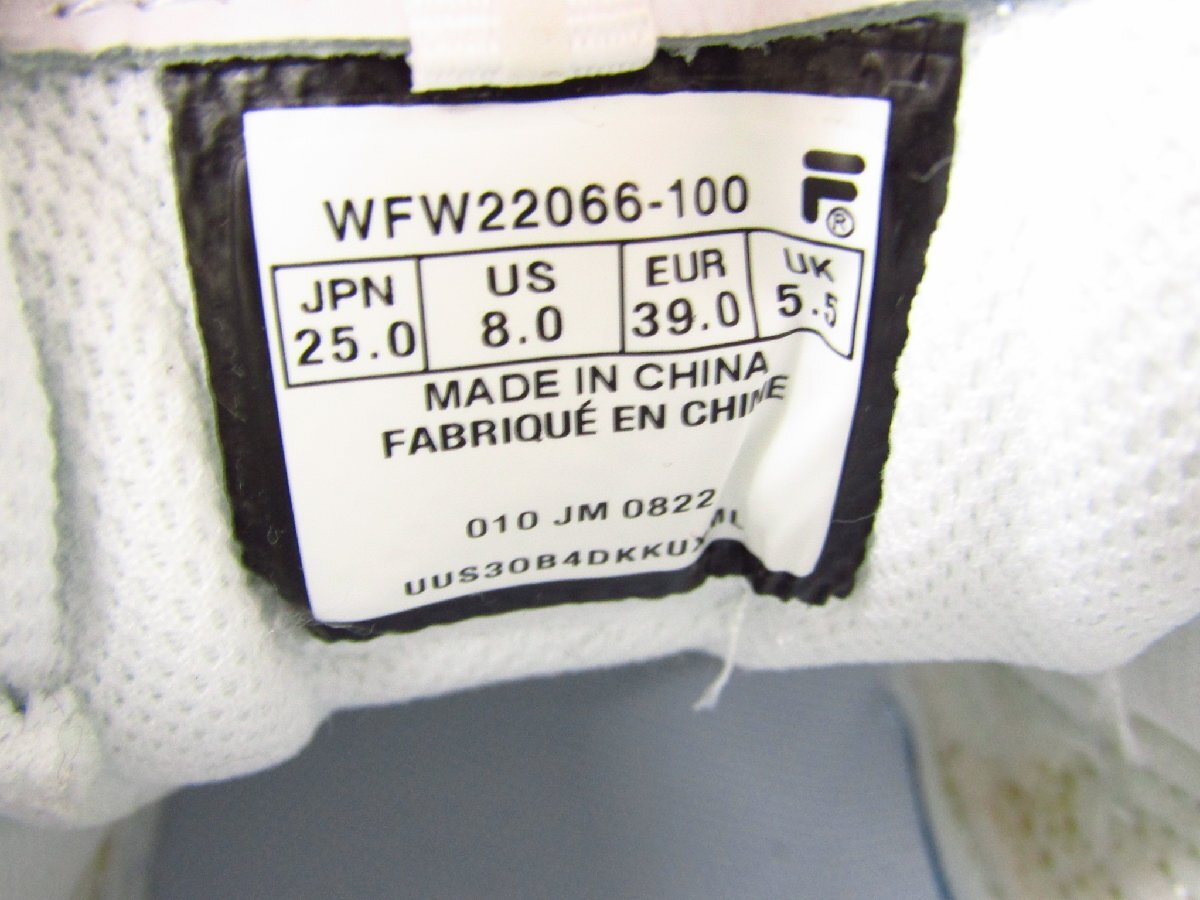 WFW22066-100
®
JPN US EUR UK
25.0 8.0 39.0 5.5
MADE IN CHINA
FABRIQUÉ EN CHINE
010 JM 0822